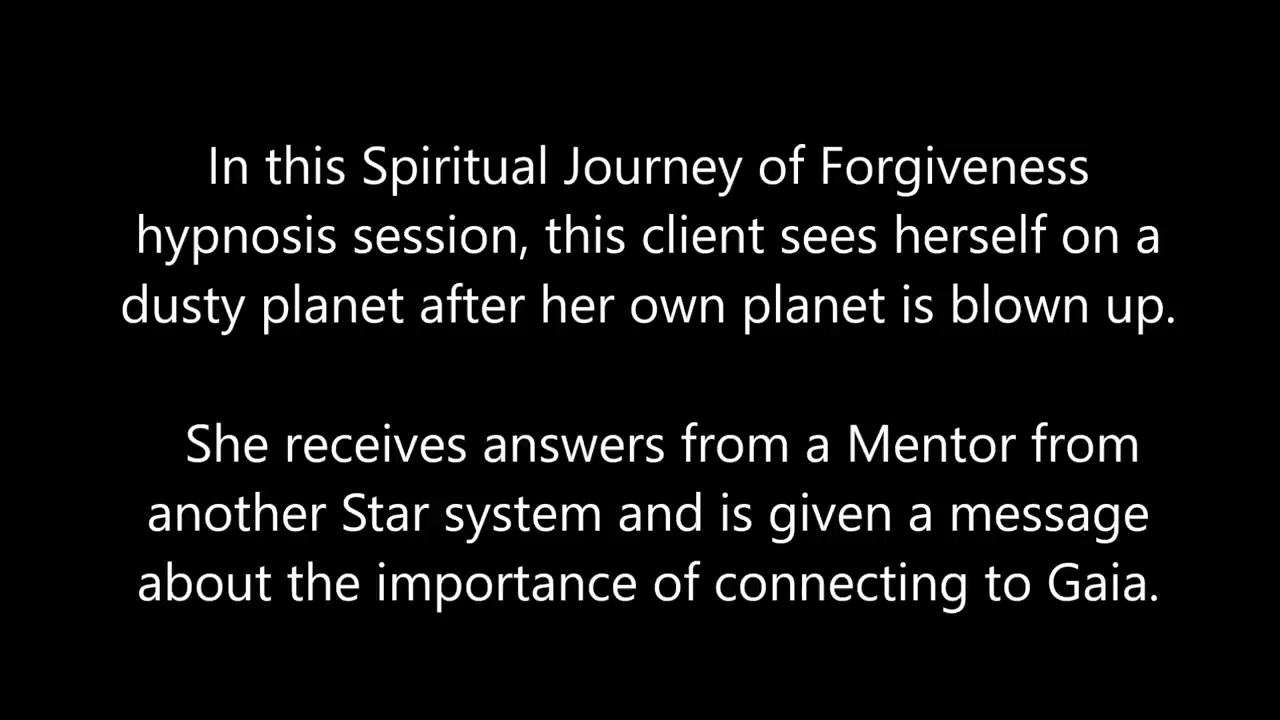 In this Spiritual Journey of Forgiveness
hypnosis session, this client sees herself on a
dusty planet after her own planet is blown up.
She receives answers from a Mentor from
another Star system and is given a message
about the importance of connecting to Gaia.